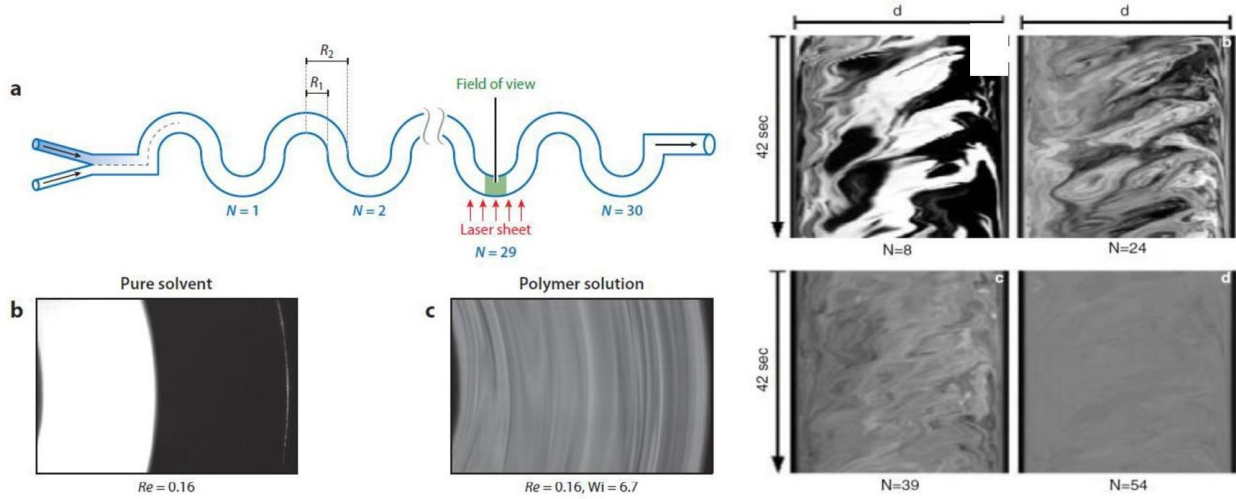 a
R₂
R₁
Field of view
N = 1
N = 2
Laser sheet
N = 29
N = 30
b
Pure solvent
Re = 0.16
c
Polymer solution
Re = 0.16, Wi = 6.7
d
d
42 sec
b
N=8
N=24
42 sec
c
d
N=39
N=54